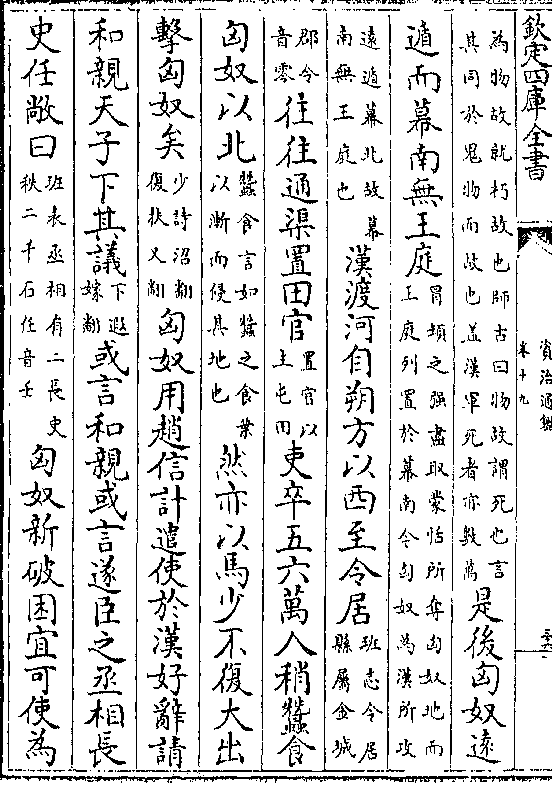 欽定四庫全書
資治通鑑
卷十九
為物故就朽故也師古曰物故謂死也言其同於鬼物而故也蓋漢軍死者亦數萬是後匈奴遠
遁而幕南無王庭冒頓之强盡取蒙恬所奪匈奴地而王庭列置於幕南今匈奴為漢所攻
遠遁幕北故幕南無王庭也漢渡河自朔方以西至令居班志令居縣屬金城
郡令音零往往通渠置田官置官以主屯田吏卒五六萬人稍蠶食
匈奴以北蠶食言如蠶之食葉以漸而侵其地也然亦以馬少不復大出
擊匈奴矣少詩沼翻復扶又翻匈奴用趙信計遣使於漢好辭請
和親天子下其議下遐嫁翻或言和親或言遂臣之丞相長
史任敞曰班表丞相有二長史秩二千石任音壬匈奴新破困宜可使為